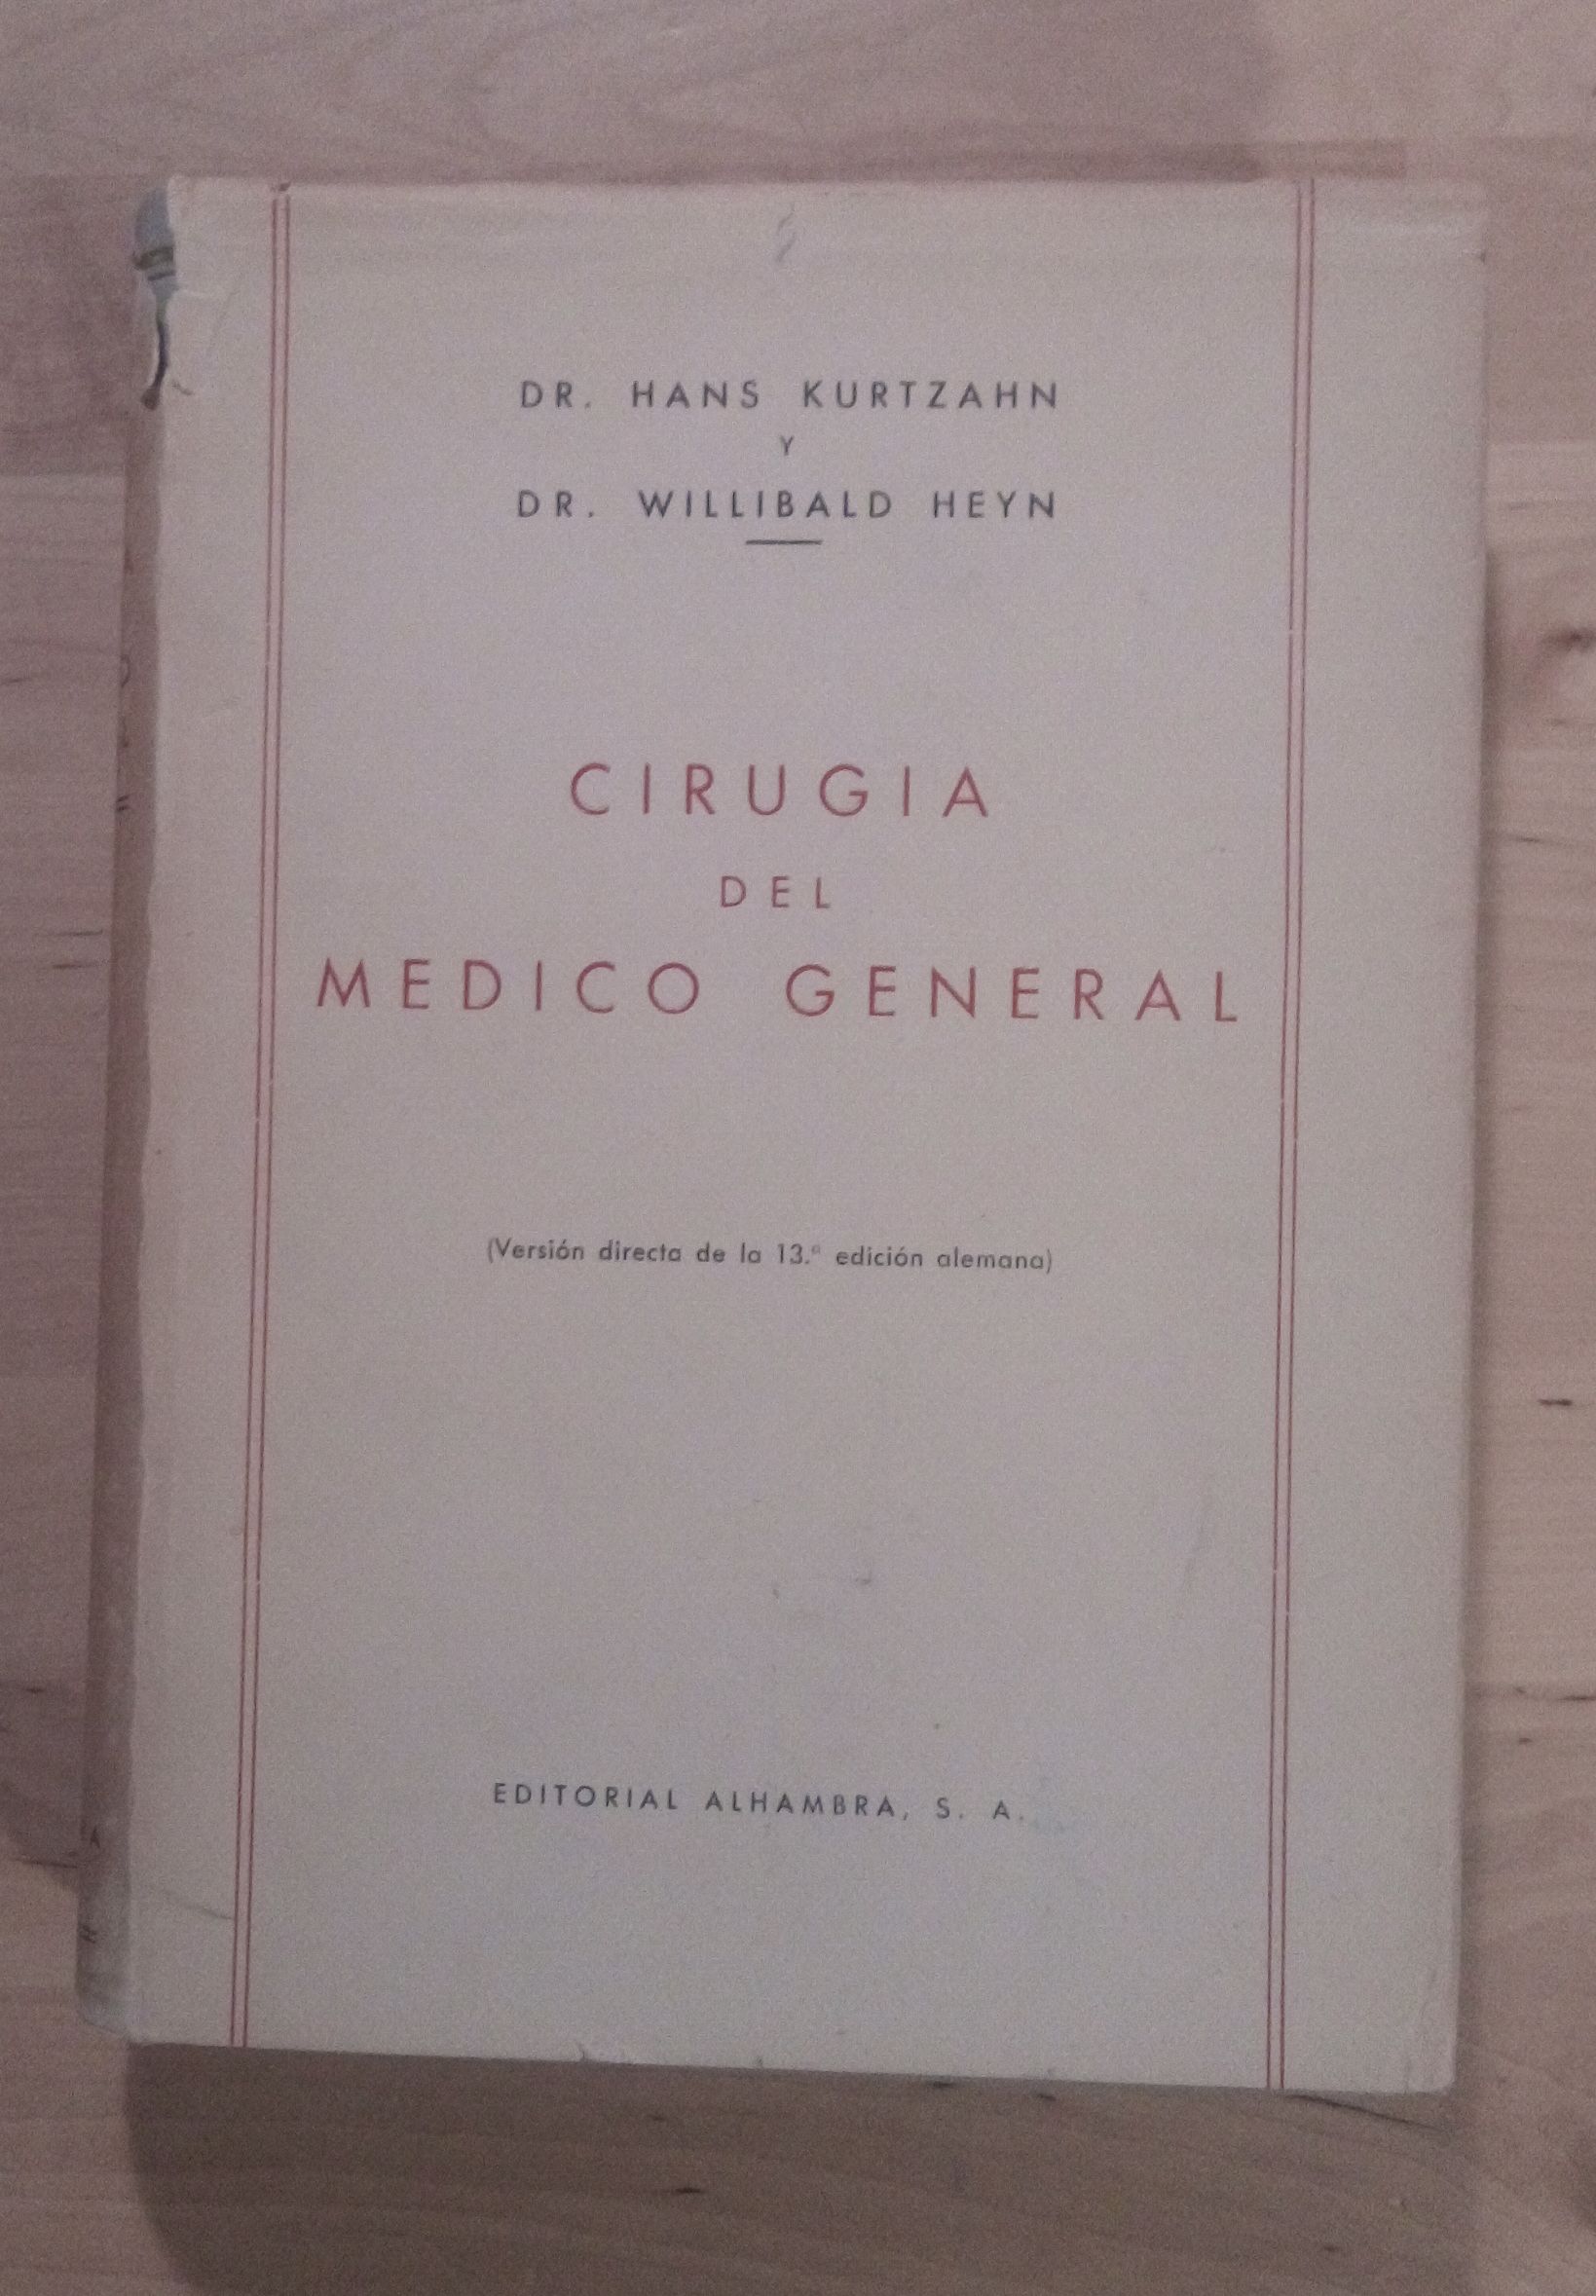 DR. HANS KURTZAHN
Y
DR. WILLIBALD HEYN
CIRUGIA
DEL
MEDICO GENERAL
(Versión directa de la 13.ª edición alemana)
EDITORIAL ALHAMBRA, S. A.